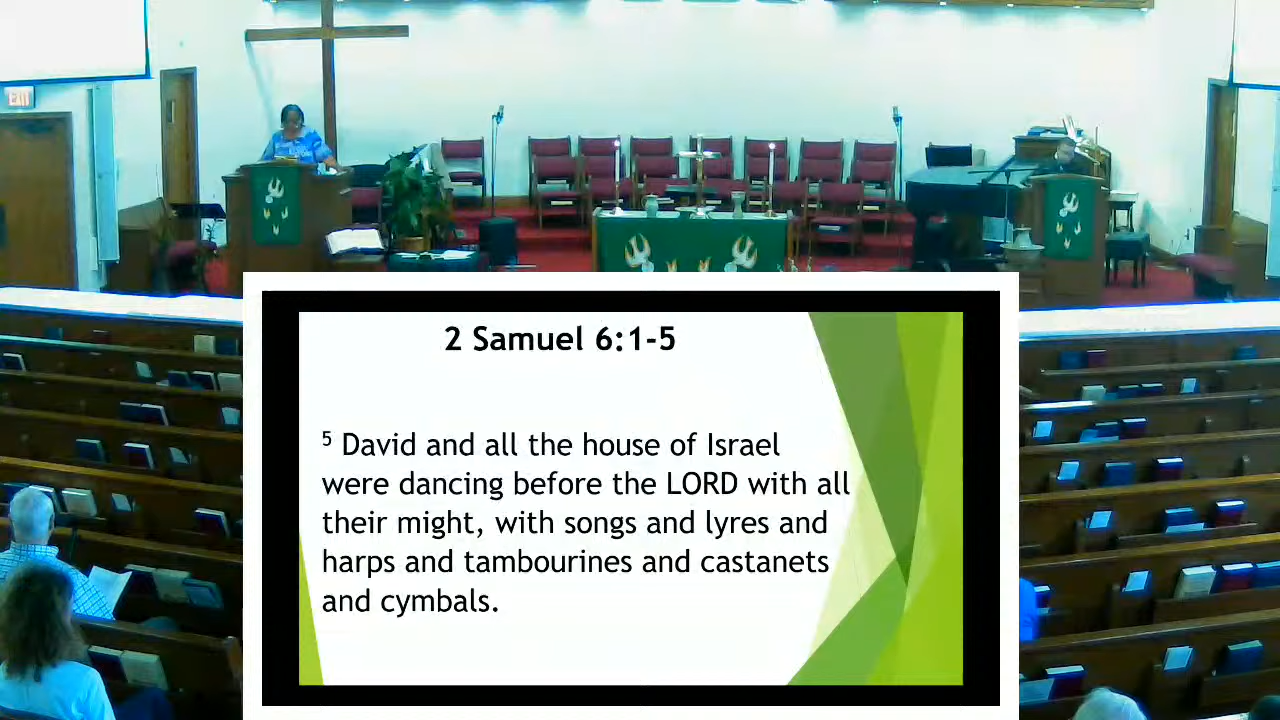 EXIT
2 Samuel 6:1-5
5 David and all the house of Israel
were dancing before the LORD with all
their might, with songs and lyres and
harps and tambourines and castanets
and cymbals.